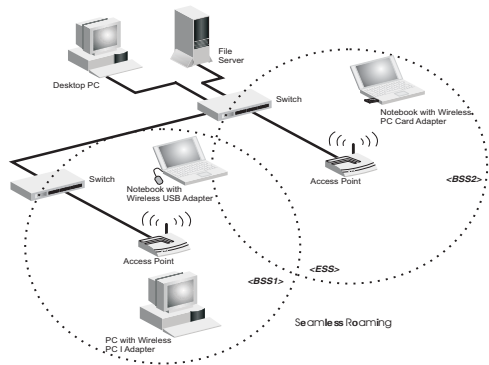 File
Server
Desktop PC
Switch
Notebook with Wireless
PC Card Adapter
Switch
Notebook with
Wireless USB Adapter
Access Point
<BSS2>
Access Point
<BSS1>
<ESS>
Seamless Roaming
PC with Wireless
PC I Adapter